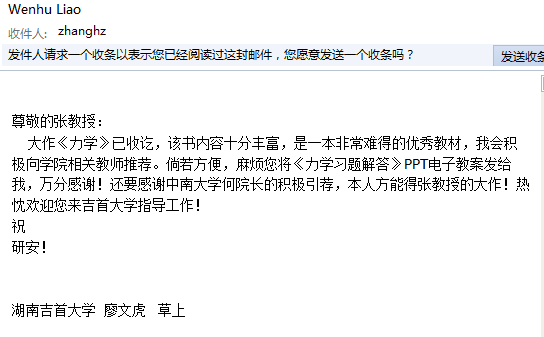 Wenhu Liao
收件人: zhanghz
发件人请求一个收条以表示您已经阅读过这封邮件，您愿意发送一个收条吗？ 发送收条
尊敬的张教授：
大作《力学》已收讫，该书内容十分丰富，是一本非常难得的优秀教材，我会积
极向学院相关教师推荐。倘若方便，麻烦您将《力学习题解答》PPT电子教案发给
我，万分感谢！还要感谢中南大学何院长的积极引荐，本人方能得张教授的大作！热
忱欢迎您来吉首大学指导工作！
祝
研安！
湖南吉首大学 廖文虎 草上